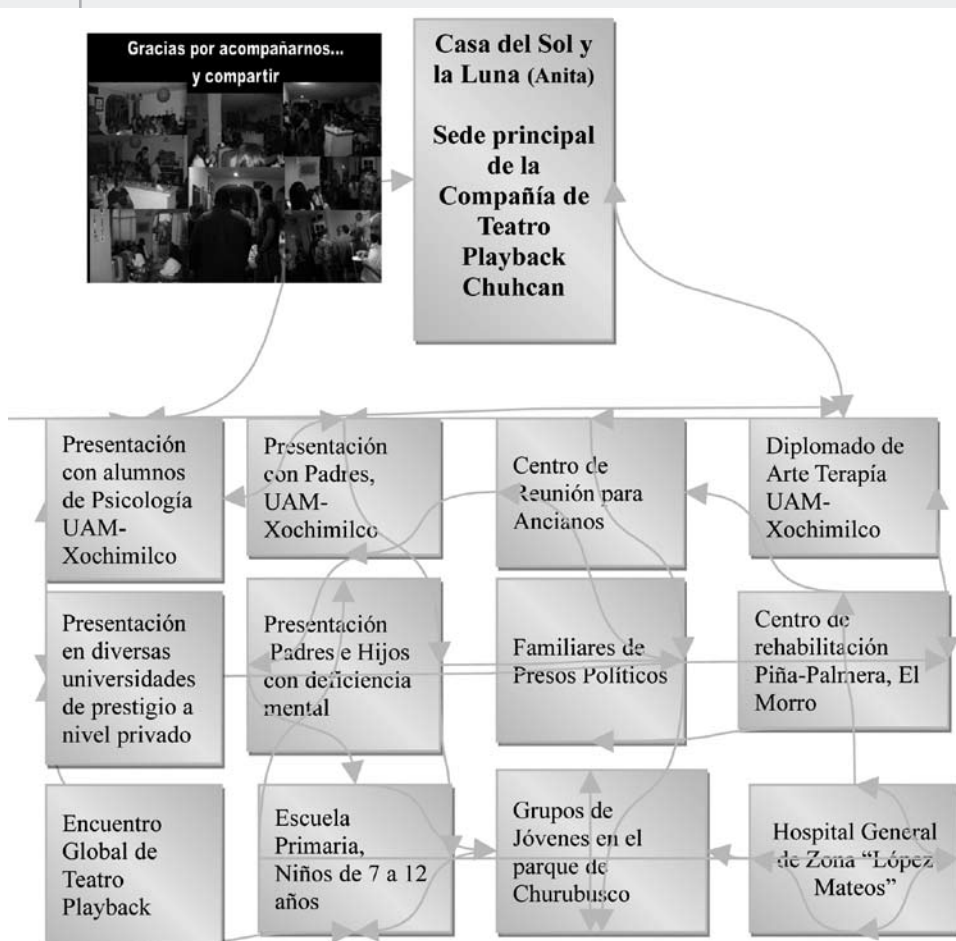 Gracias por acompañarnos...
y compartir
Casa del Sol y
la Luna (Anita)
Sede principal
de la
Compañía de
Teatro
Playback
Chuhcan
Presentación
con alumnos
de Psicología
UAM-
Xochimilco
Presentación
con Padres,
UAM-
Xochimilco
Centro de
Reunión para
Ancianos
Diplomado de
Arte Terapía
UAM-
Xochimilco
Presentación
en diversas
universidades
de prestigio a
nivel privado
Presentación
Padres e Hijos
con deficiencia
mental
Familiares de
Presos Políticos
Centro de
rehabilitación
Piña-Palmera, El
Morro
Encuentro
Global de
Teatro
Playback
Escuela
Primaria,
Niños de 7 a 12
años
Grupos de
Jóvenes en el
parque de
Churubusco
Hospital General
de Zona “López
Mateos”